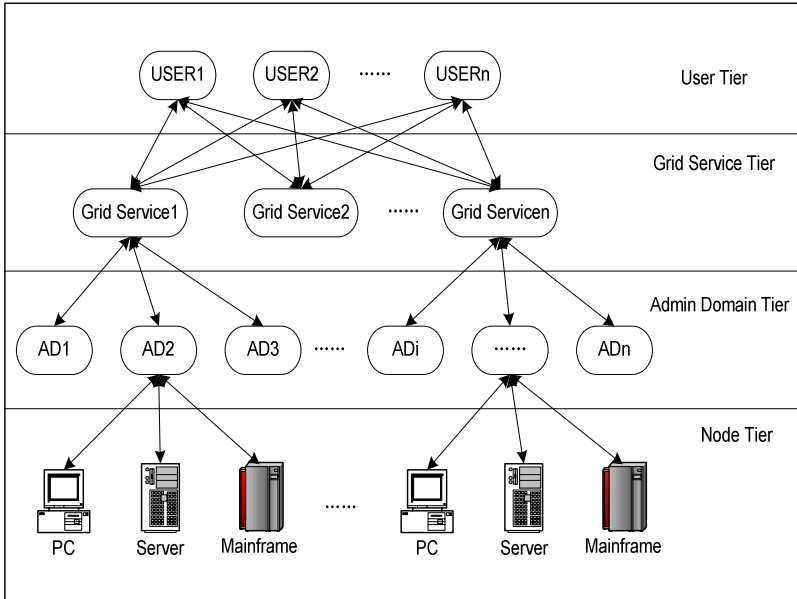 USER1 USER2 ...... USERn
User Tier
Grid Service Tier
Grid Service1 Grid Service2 ...... Grid Servicen
Admin Domain Tier
AD1 AD2 AD3 ...... ADi ...... ADn
Node Tier
......
PC Server Mainframe PC Server Mainframe